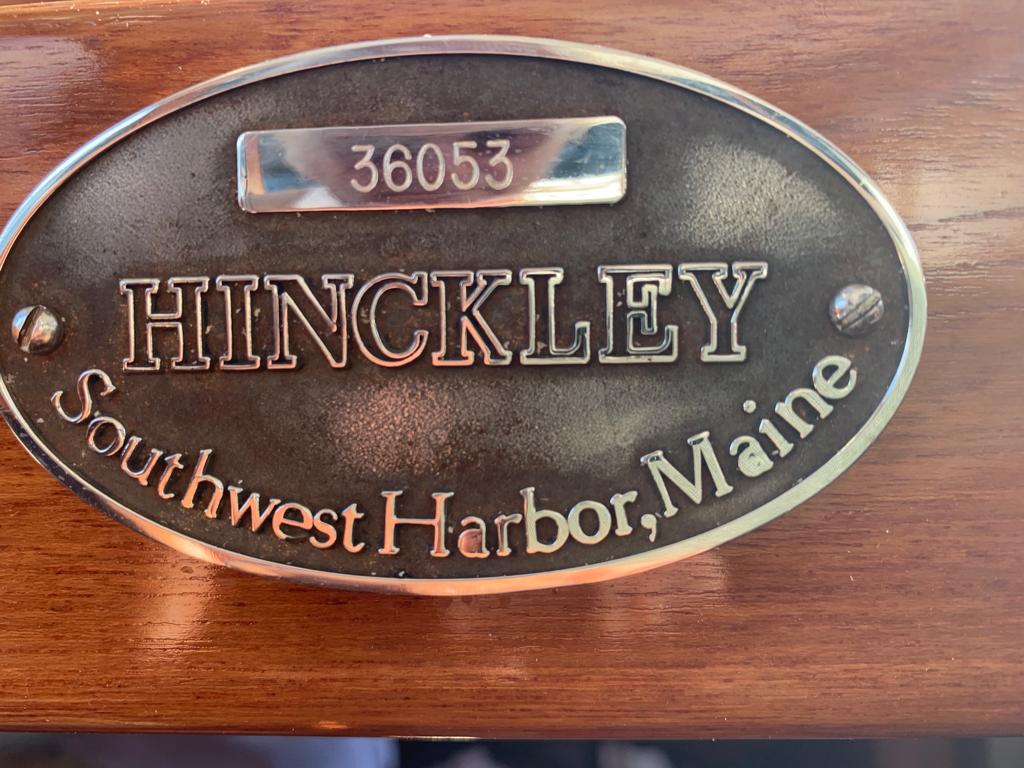 36053
HINCKLEY
Southwest Harbor, Maine